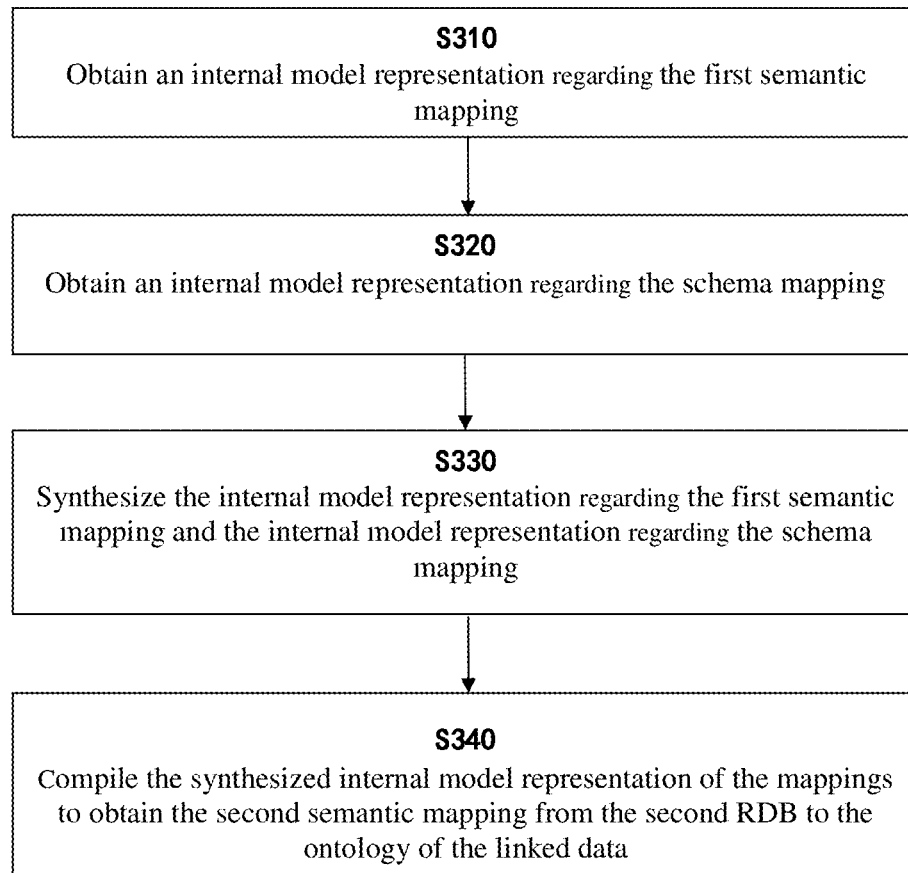 S310
Obtain an internal model representation regarding the first semantic
mapping
S320
Obtain an internal model representation regarding the schema mapping
S330
Synthesize the internal model representation regarding the first semantic
mapping and the internal model representation regarding the schema
mapping
S340
Compile the synthesized internal model representation of the mappings
to obtain the second semantic mapping from the second RDB to the
ontology of the linked data